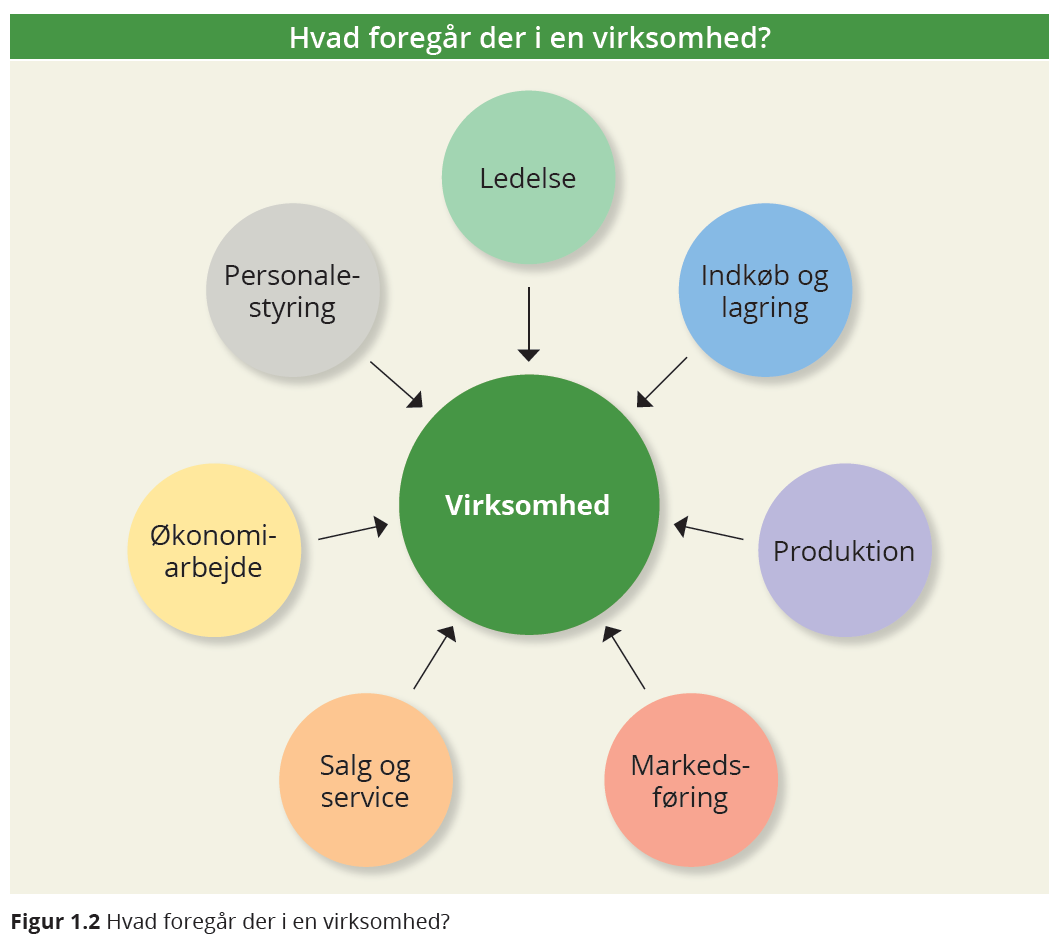 Hvad foregår der i en virksomhed?
Ledelse
Indkøb og
lagring
Produktion
Markeds-
føring
Salg og
service
Økonomi-
arbejde
Personale-
styring
Virksomhed
Figur 1.2 Hvad foregår der i en virksomhed?